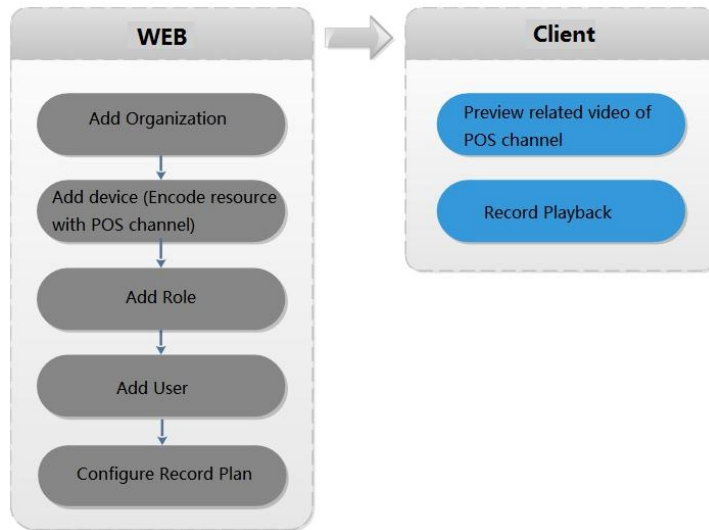 WEB
Add Organization
Add device (Encode resource
with POS channel)
Add Role
Add User
Configure Record Plan
Client
Preview related video of
POS channel
Record Playback